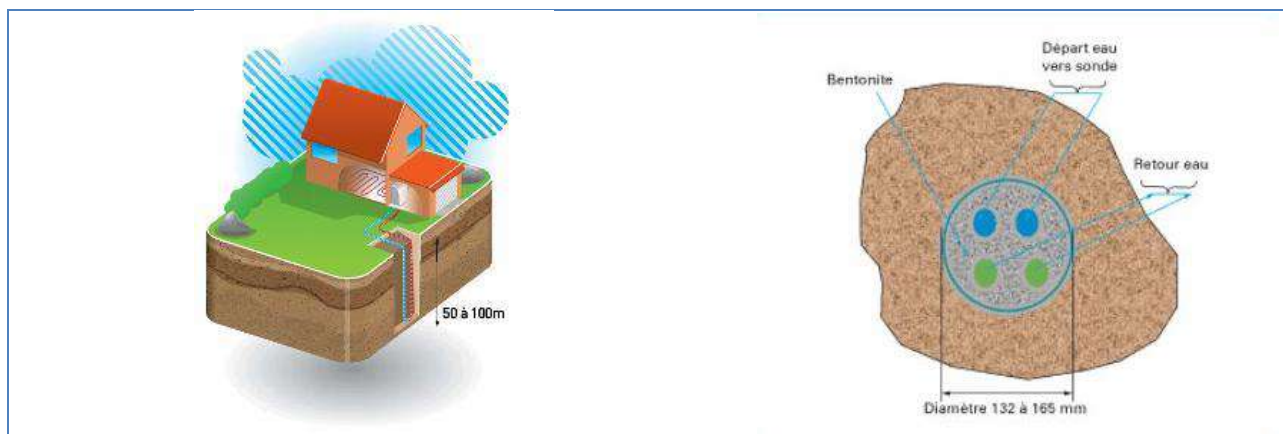 50 à 100m
Départ eau
vers sonde
Bentonite
Retour eau
Diamètre 132 à 165 mm